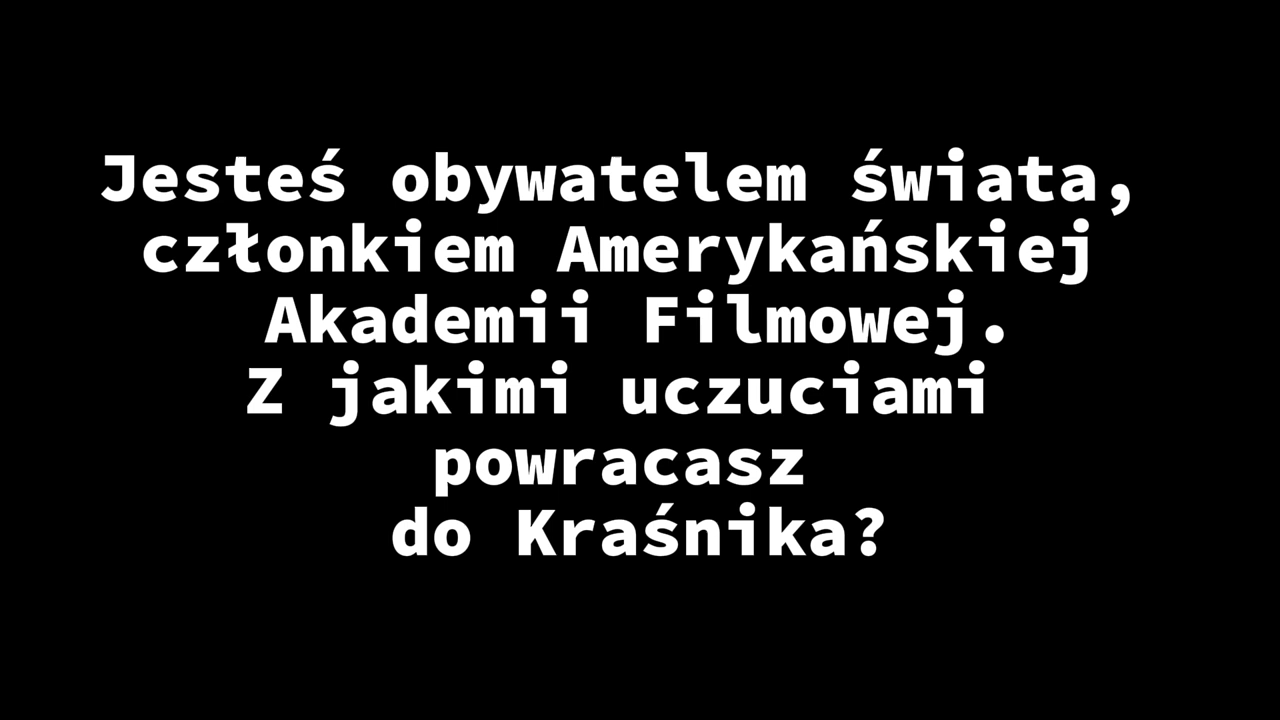 Jesteś obywatelem świata,
członkiem Amerykańskiej
Akademii Filmowej.
Z jakimi uczuciami
powracasz
do Kraśnika?